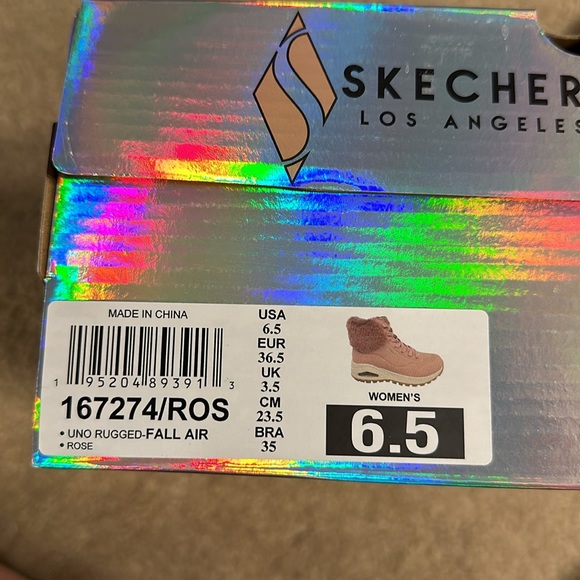 SKECHER
LOS ANGELES
MADE IN CHINA
1 95204 89391 3
167274/ROS
• UNO RUGGED-FALL AIR
• ROSE
USA
6.5
EUR
36.5
UK
3.5
CM
23.5
BRA
35
WOMEN'S
6.5